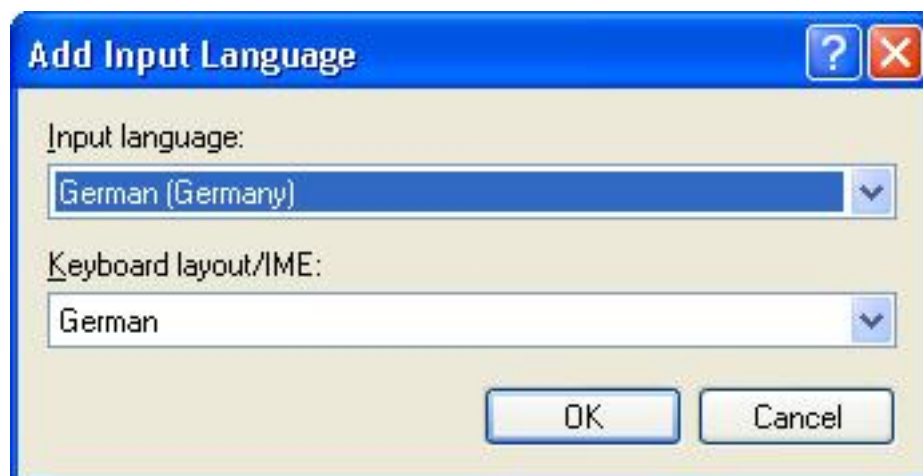 Add Input Language
Input language:
German (Germany)
Keyboard layout/IME:
German
OK Cancel